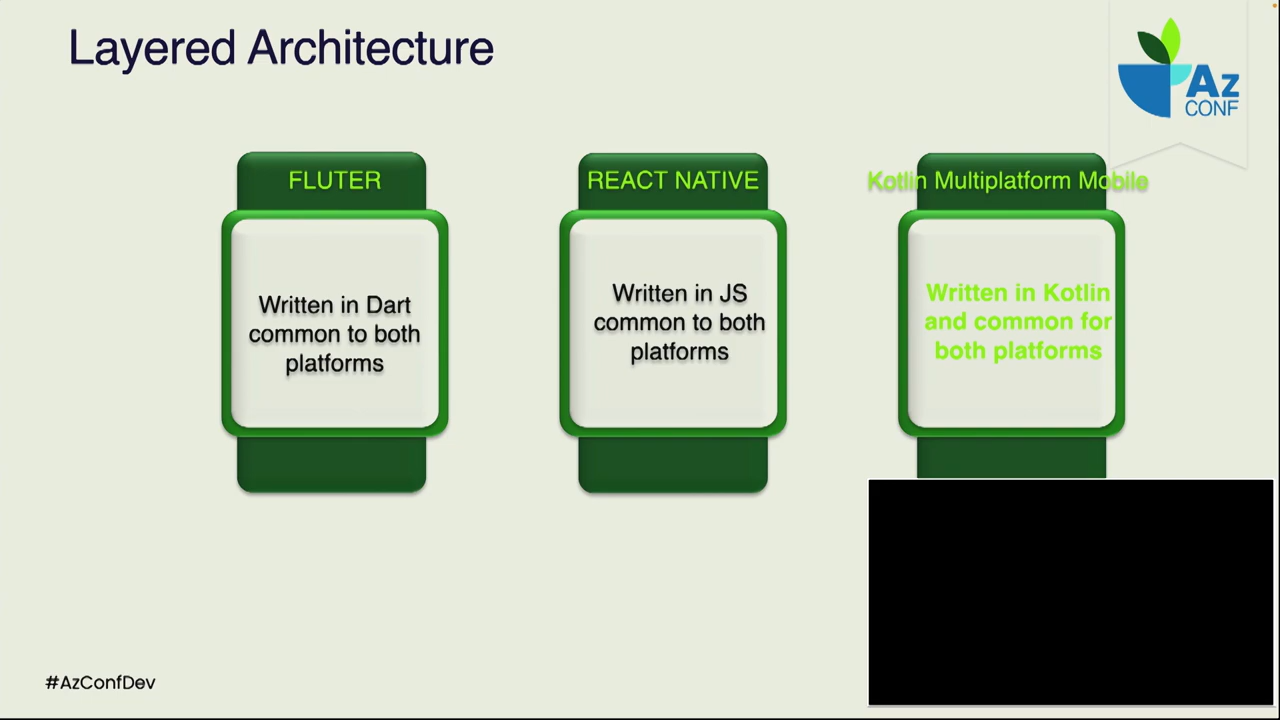 Layered Architecture
Az
CONF
FLUTER
REACT NATIVE
Kotlin Multiplatform Mobile
Written in Dart
common to both
platforms
Written in JS
common to both
platforms
Written in Kotlin
and common for
both platforms
#AzConfDev